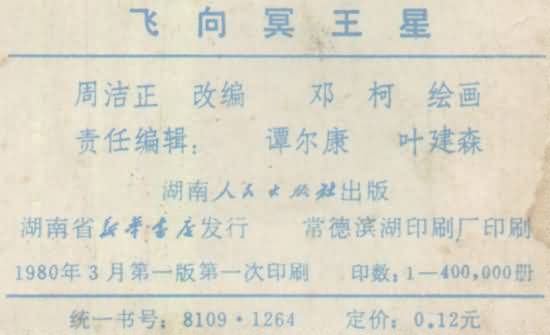 飞向冥王星
周洁正 改编 邓柯 绘画
责任编辑: 谭尔康 叶建森
湖南人民出版社出版
湖南省新华书店发行 常德滨湖印刷厂印刷
1980年3月第一版第一次印刷 印数:1—400,000册
统一书号:8109·1264 定价:0.12元